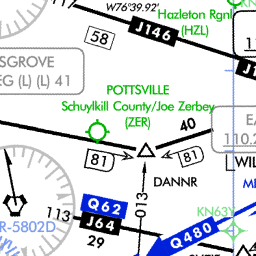 W76°39.92'
Hazleton Rgnl
(HZL)
J146
58
SGROVE
EG (L) (L) 41
POTTSVILLE
Schuylkill County/Joe Zerbey
(ZER)
40
110.2
81
81
WIL
DANNR
013
Q62
113
J64
29
R-5802D
KN63Y
Q480